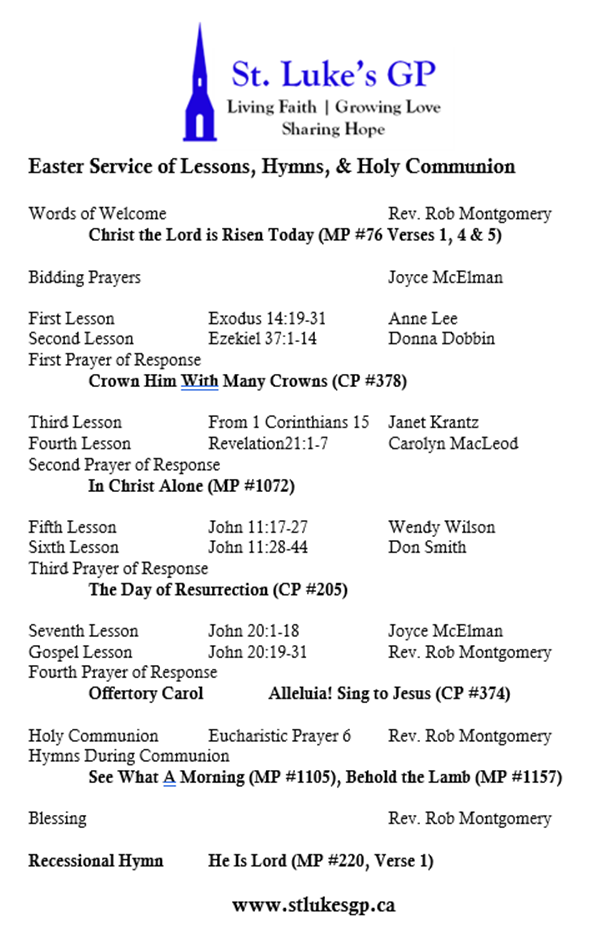 St. Luke's GP
Living Faith | Growing Love
Sharing Hope
Easter Service of Lessons, Hymns, & Holy Communion
Words of Welcome Rev. Rob Montgomery
Christ the Lord is Risen Today (MP #76 Verses 1, 4 & 5)
Bidding Prayers Joyce McElman
First Lesson Exodus 14:19-31 Anne Lee
Second Lesson Ezekiel 37:1-14 Donna Dobbin
First Prayer of Response
Crown Him With Many Crowns (CP #378)
Third Lesson From 1 Corinthians 15 Janet Krantz
Fourth Lesson Revelation21:1-7 Carolyn MacLeod
Second Prayer of Response
In Christ Alone (MP #1072)
Fifth Lesson John 11:17-27 Wendy Wilson
Sixth Lesson John 11:28-44 Don Smith
Third Prayer of Response
The Day of Resurrection (CP #205)
Seventh Lesson John 20:1-18 Joyce McElman
Gospel Lesson John 20:19-31 Rev. Rob Montgomery
Fourth Prayer of Response
Offertory Carol Alleluia! Sing to Jesus (CP #374)
Holy Communion Eucharistic Prayer 6 Rev. Rob Montgomery
Hymns During Communion
See What A Morning (MP #1105), Behold the Lamb (MP #1157)
Blessing Rev. Rob Montgomery
Recessional Hymn He Is Lord (MP #220, Verse 1)
www.stlukesgp.ca